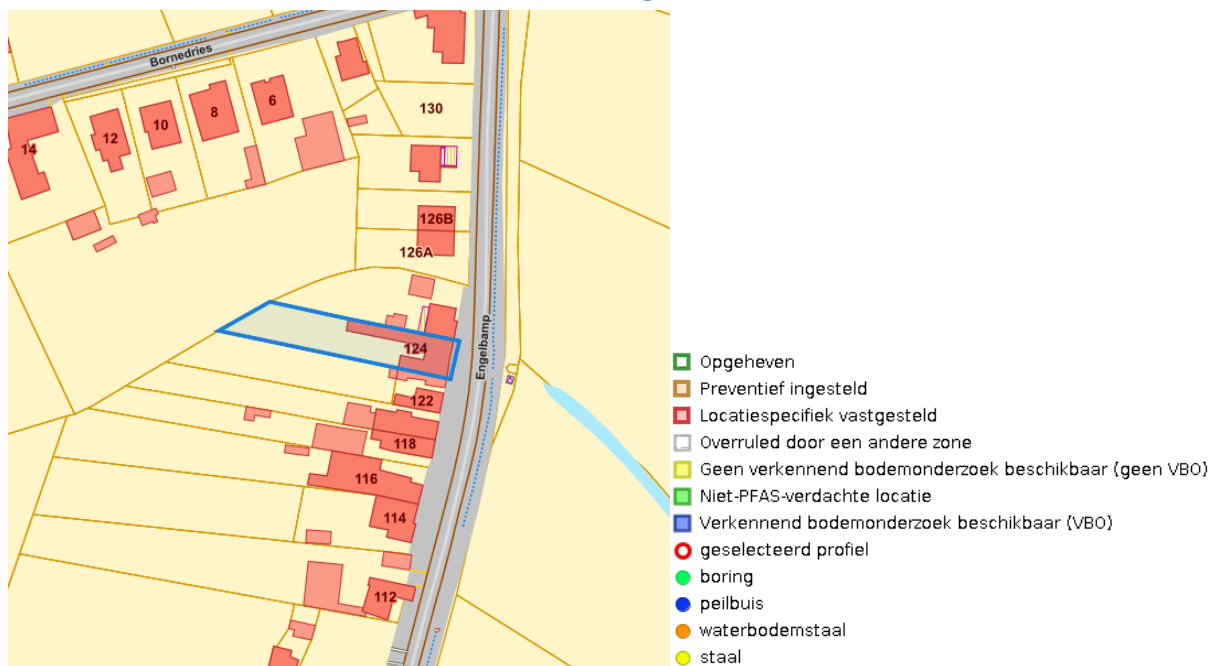 Bornedries
130
6
8
10
12
14
126B
126A
124
Engelbamp
122
118
116
114
112
Opgeheven
Preventief ingesteld
Locatiespecifiek vastgesteld
Overruled door een andere zone
Geen verkennend bodemonderzoek beschikbaar (geen VBO)
Niet-PFAS-verdachte locatie
Verkennend bodemonderzoek beschikbaar (VBO)
geselecteerd profiel
boring
peilbuis
waterbodemstaal
staal